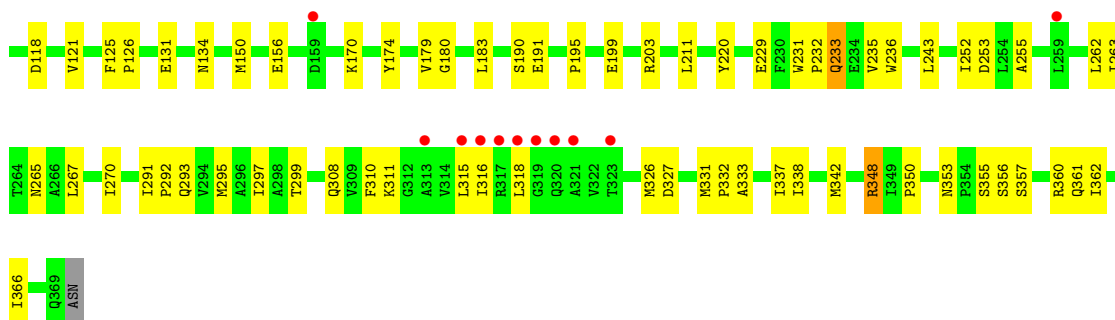 D118 V121 F125 P126 E131 N134 M150 E156 D159 K170 Y174 V179 G180 L183 S190 E191 P195 E199 R203 L211 Y220 E229 F230 W231 P232 Q233 E234 V235 W236 L243 I252 D253 L254 A255 L259 L262 I263
T264 N265 A266 L267 I270 I291 P292 Q293 V294 M295 A296 I297 A298 T299 Q308 V309 F310 K311 G312 A313 V314 L315 I316 R317 L318 G319 Q320 A321 V322 T323 M326 D327 M331 P332 A333 I337 I338 M342 R348 I349 P350 N353 P354 S355 S356 S357 R360 Q361 I362
I366 Q369 ASN